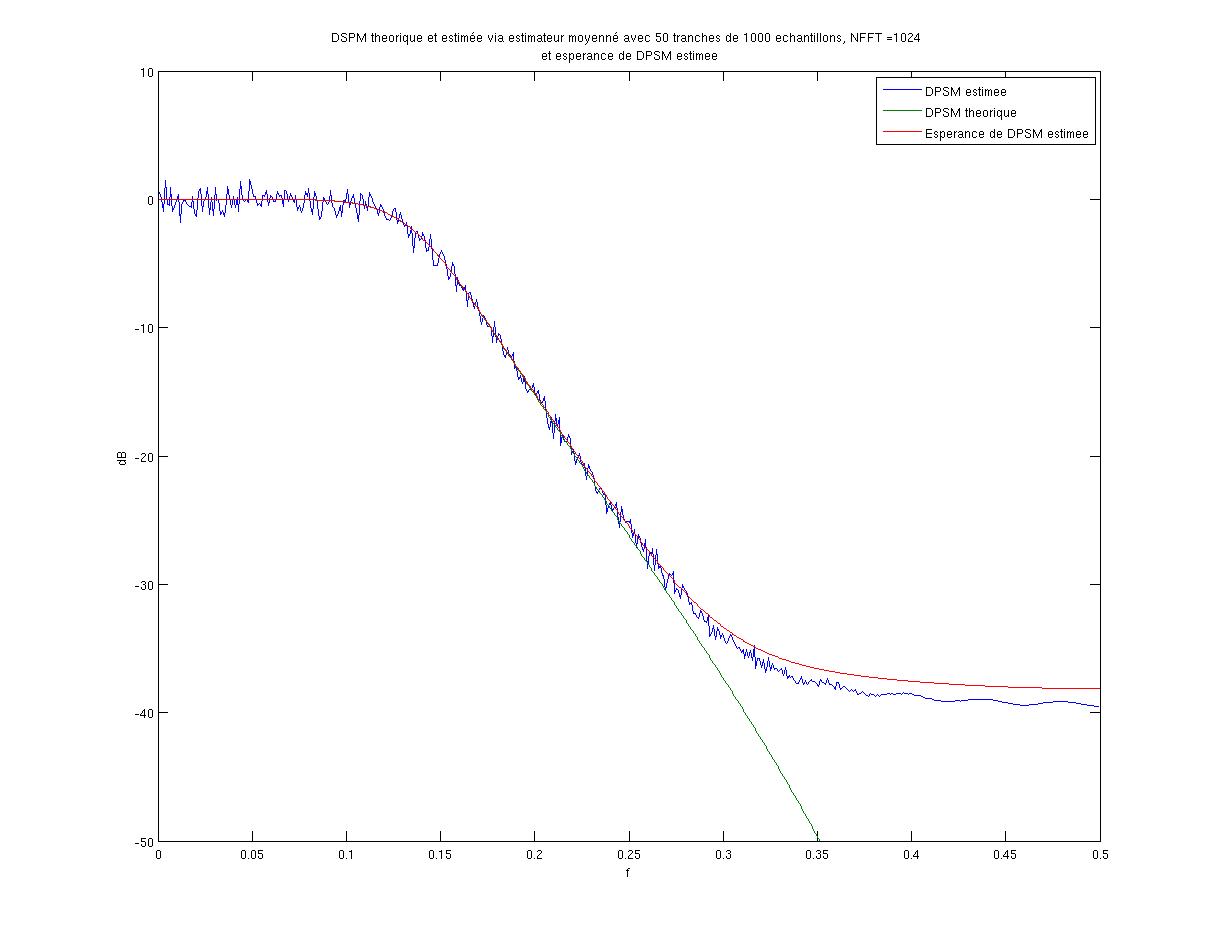 DSPM theorique et estimée via estimateur moyenné avec 50 tranches de 1000 echantillons, NFFT =1024
et esperance de DPSM estimee
DPSM estimee
DPSM theorique
Esperance de DPSM estimee
10
0
-10
-20
-30
-40
-50
dB
0
0.05
0.1
0.15
0.2
0.25
0.3
0.35
0.4
0.45
0.5
f